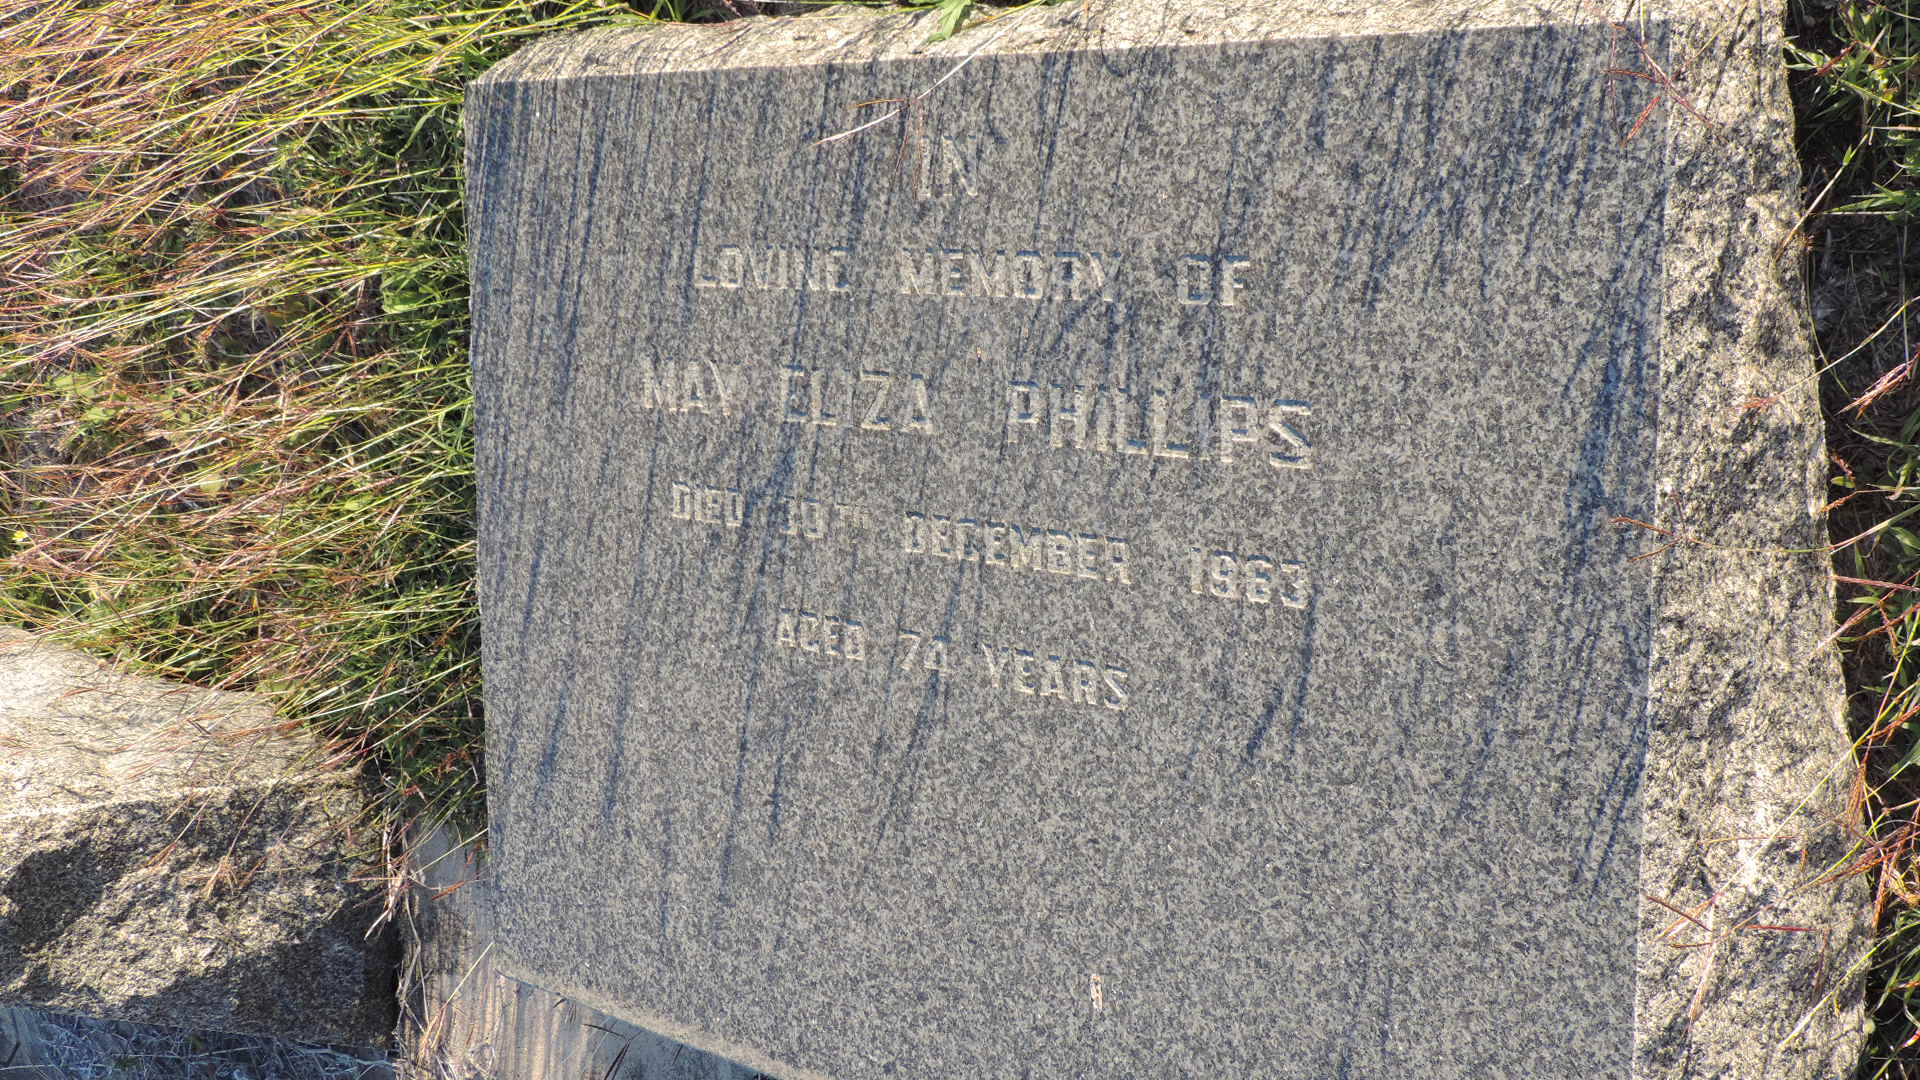 IN
LOVING MEMORY OF
MAY ELIZA PHILLIPS
DIED 30TH DECEMBER 1963
AGED 74 YEARS